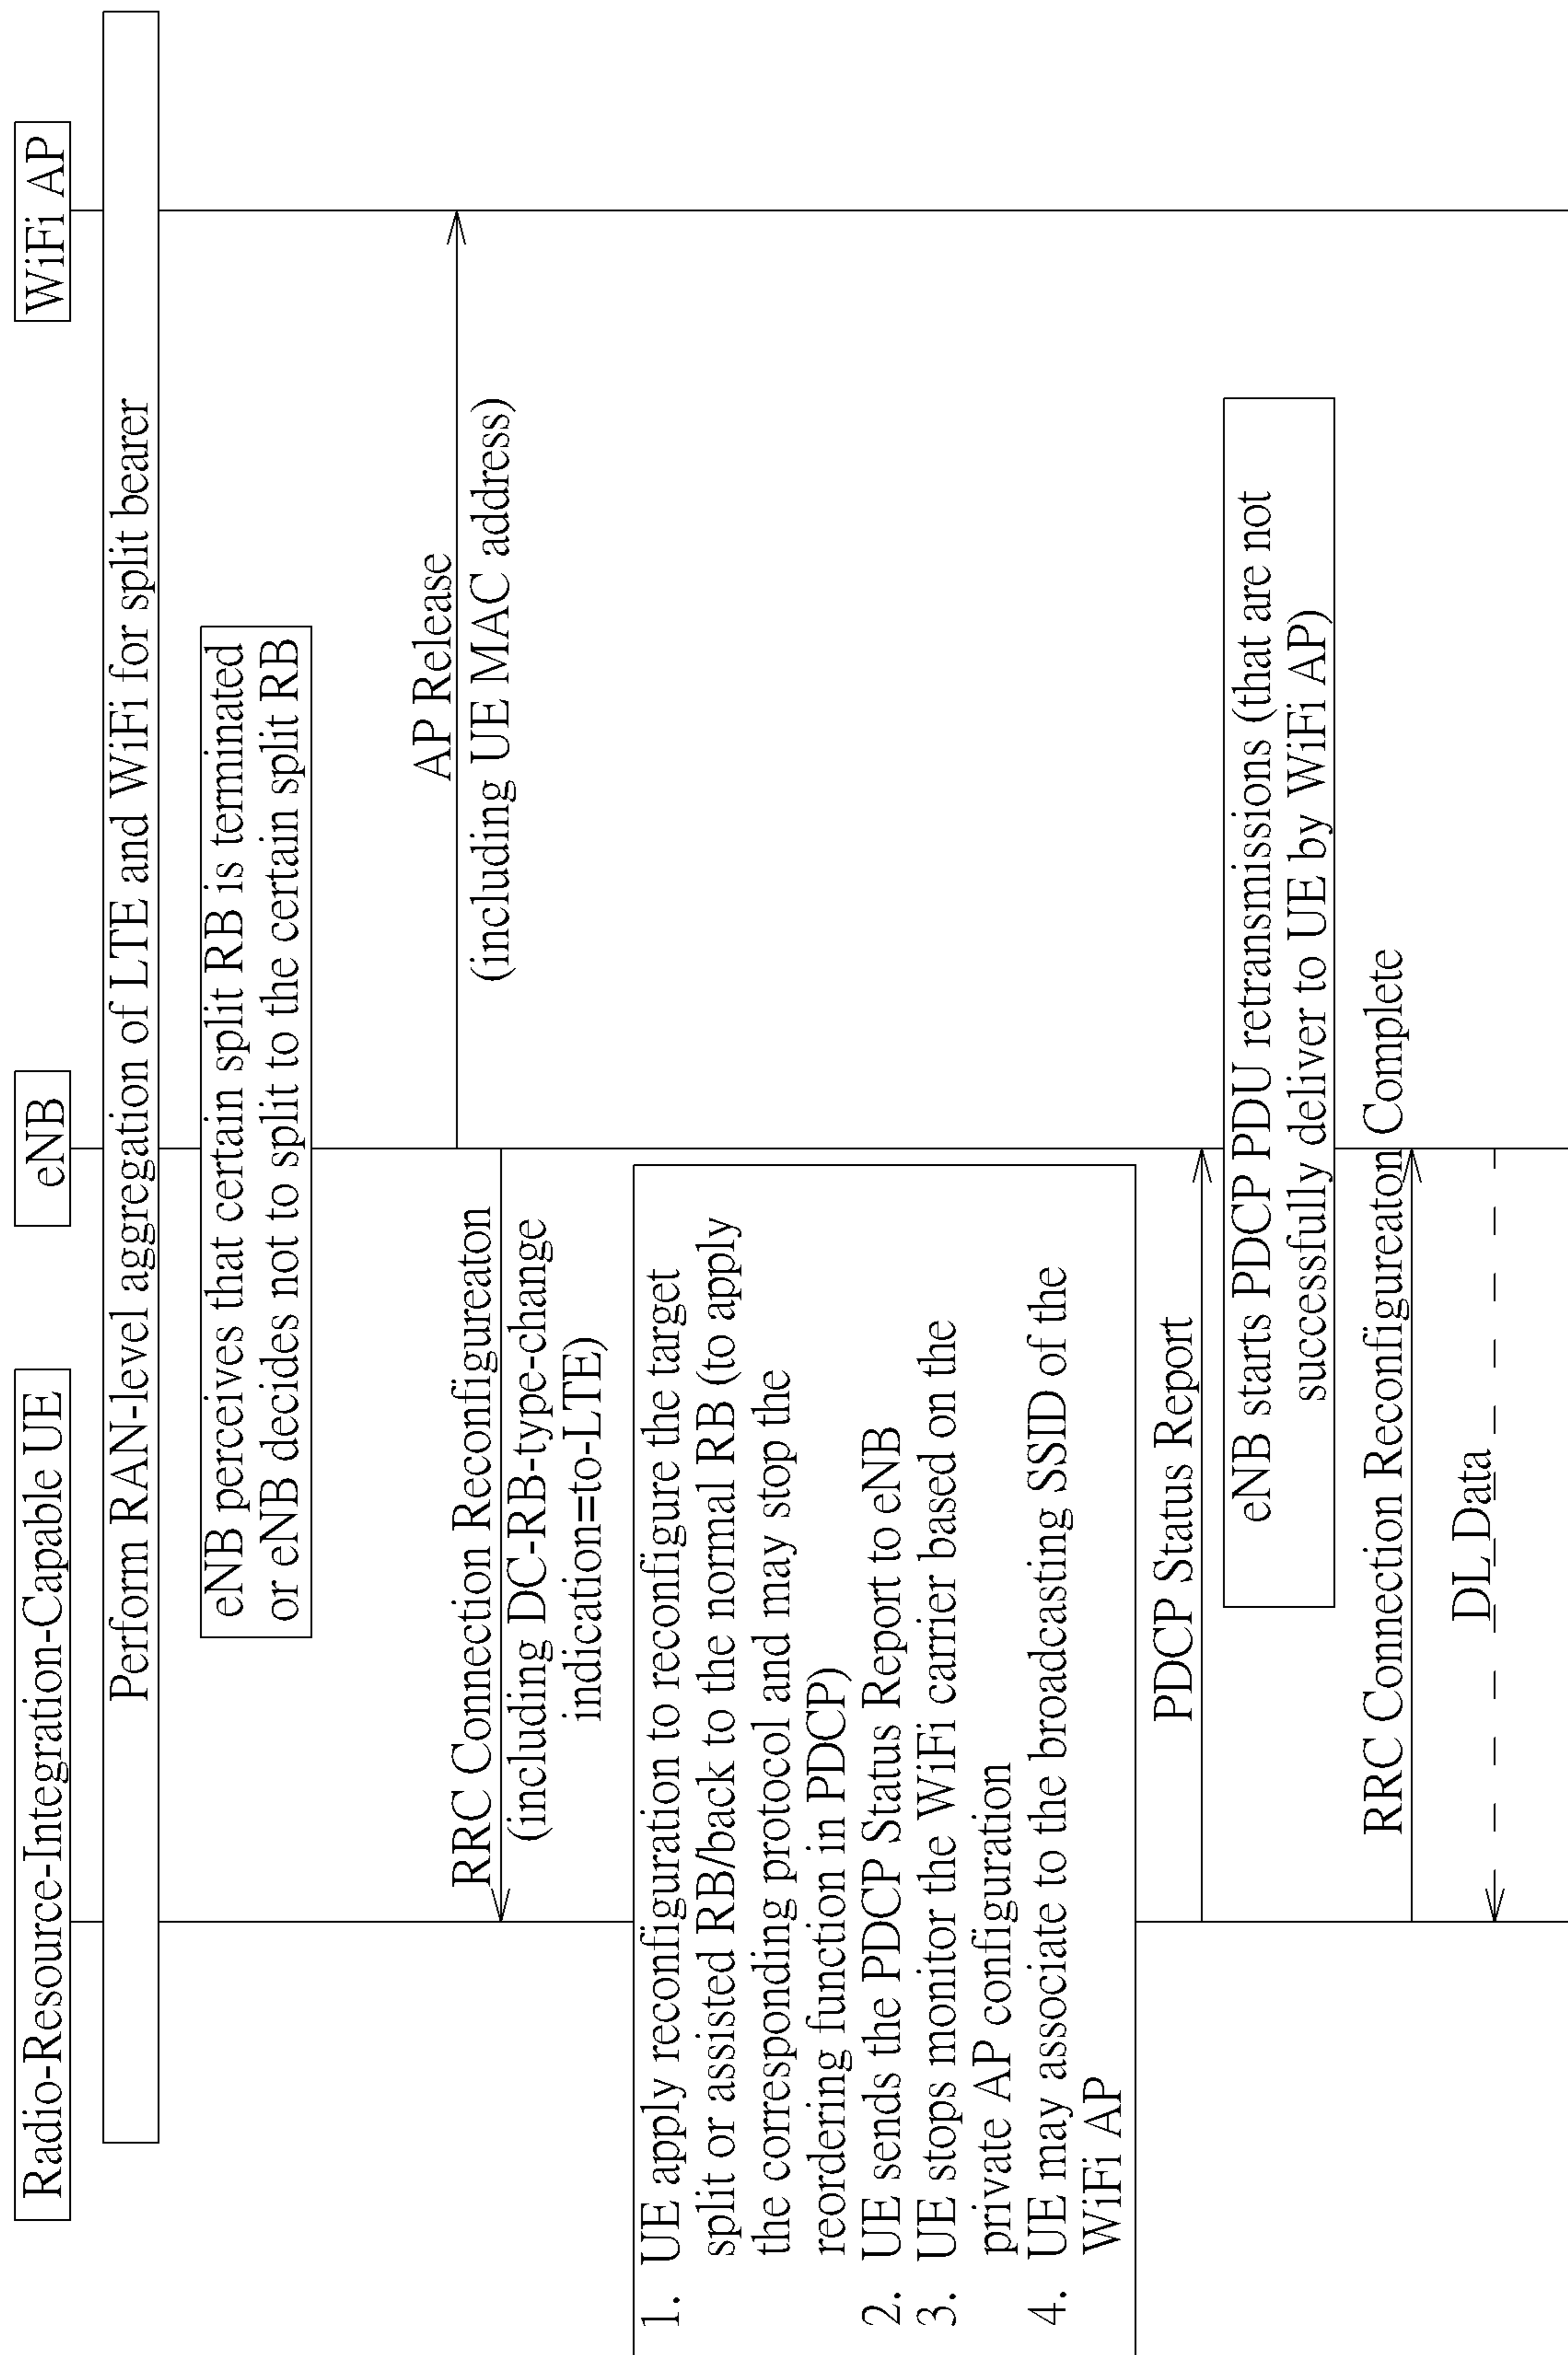 Radio-Resource-Integration-Capable UE
eNB
WiFi AP
Perform RAN-level aggregation of LTE and WiFi for split bearer
eNB perceives that certain split RB is terminated
or eNB decides not to split to the certain split RB
AP Release
(including UE MAC address)
RRC Connection Reconfigureaton
(including DC-RB-type-change
indication=to-LTE)
1. UE apply reconfiguration to reconfigure the target
split or assisted RB/back to the normal RB (to apply
the corresponding protocol and may stop the
reordering function in PDCP)
2. UE sends the PDCP Status Report to eNB
3. UE stops monitor the WiFi carrier based on the
private AP configuration
4. UE may associate to the broadcasting SSID of the
WiFi AP
PDCP Status Report
eNB starts PDCP PDU retransmissions (that are not
successfully deliver to UE by WiFi AP)
RRC Connection Reconfigureaton Complete
DL Data